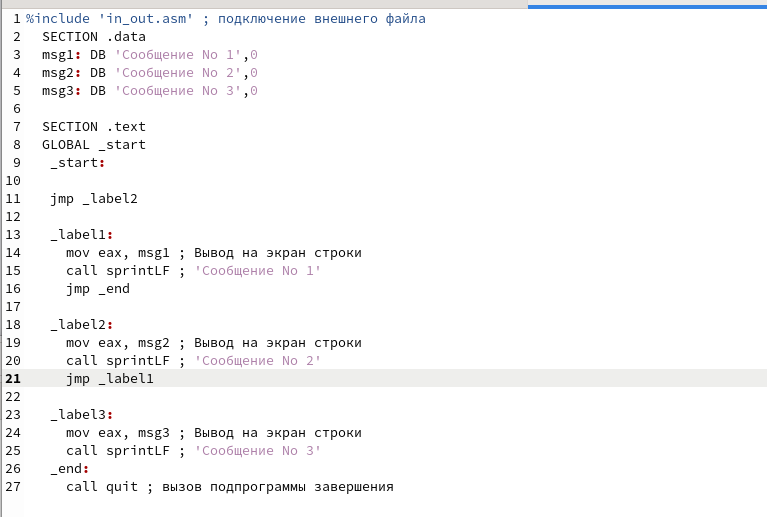 1 %include 'in_out.asm' ; подключение внешнего файла
2 SECTION .data
3 msg1: DB 'Сообщение No 1',0
4 msg2: DB 'Сообщение No 2',0
5 msg3: DB 'Сообщение No 3',0
6
7 SECTION .text
8 GLOBAL _start
9 _start:
10
11 jmp _label2
12
13 _label1:
14 mov eax, msg1 ; Вывод на экран строки
15 call sprintLF ; 'Сообщение No 1'
16 jmp _end
17
18 _label2:
19 mov eax, msg2 ; Вывод на экран строки
20 call sprintLF ; 'Сообщение No 2'
21 jmp _label1
22
23 _label3:
24 mov eax, msg3 ; Вывод на экран строки
25 call sprintLF ; 'Сообщение No 3'
26 _end:
27 call quit ; вызов подпрограммы завершения